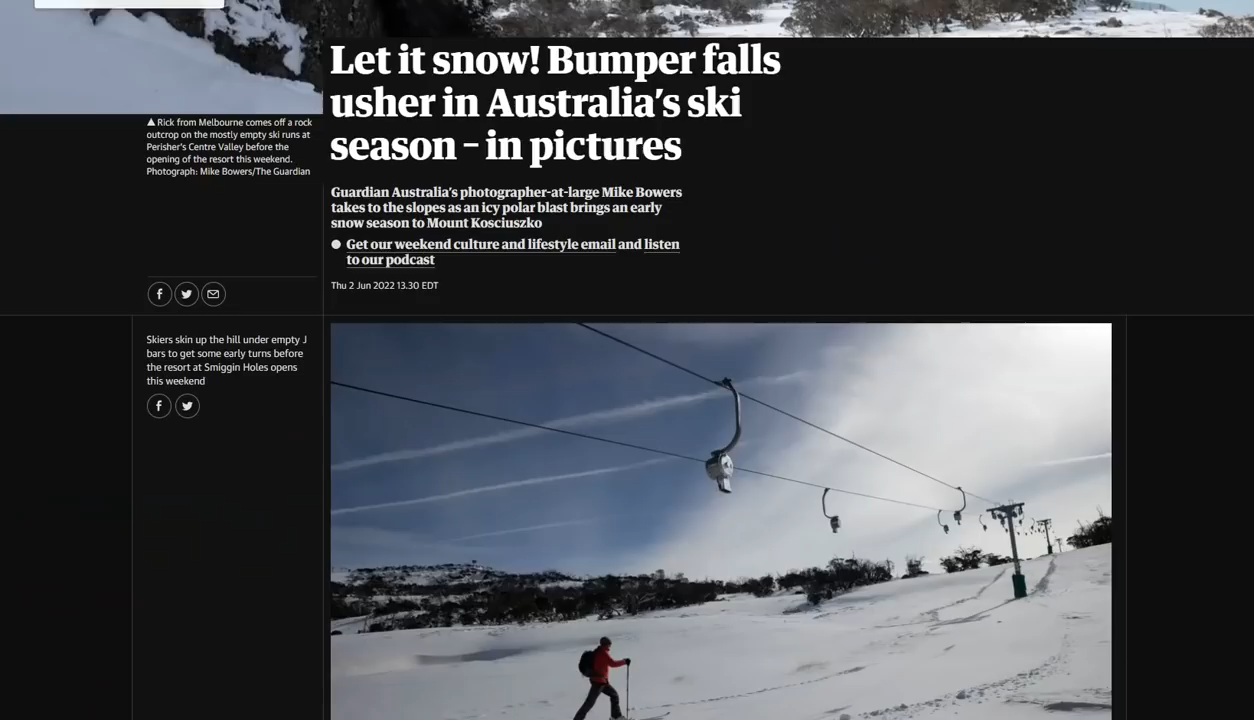 Let it snow! Bumper falls
usher in Australia's ski
season – in pictures
▲ Rick from Melbourne comes off a rock
outcrop on the mostly empty ski runs at
Perisher's Centre Valley before the
opening of the resort this weekend.
Photograph: Mike Bowers/The Guardian
Guardian Australia's photographer-at-large Mike Bowers
takes to the slopes as an icy polar blast brings an early
snow season to Mount Kosciuszko
● Get our weekend culture and lifestyle email and listen
to our podcast
Thu 2 Jun 2022 13.30 EDT
Skiers skin up the hill under empty J
bars to get some early turns before
the resort at Smiggin Holes opens
this weekend